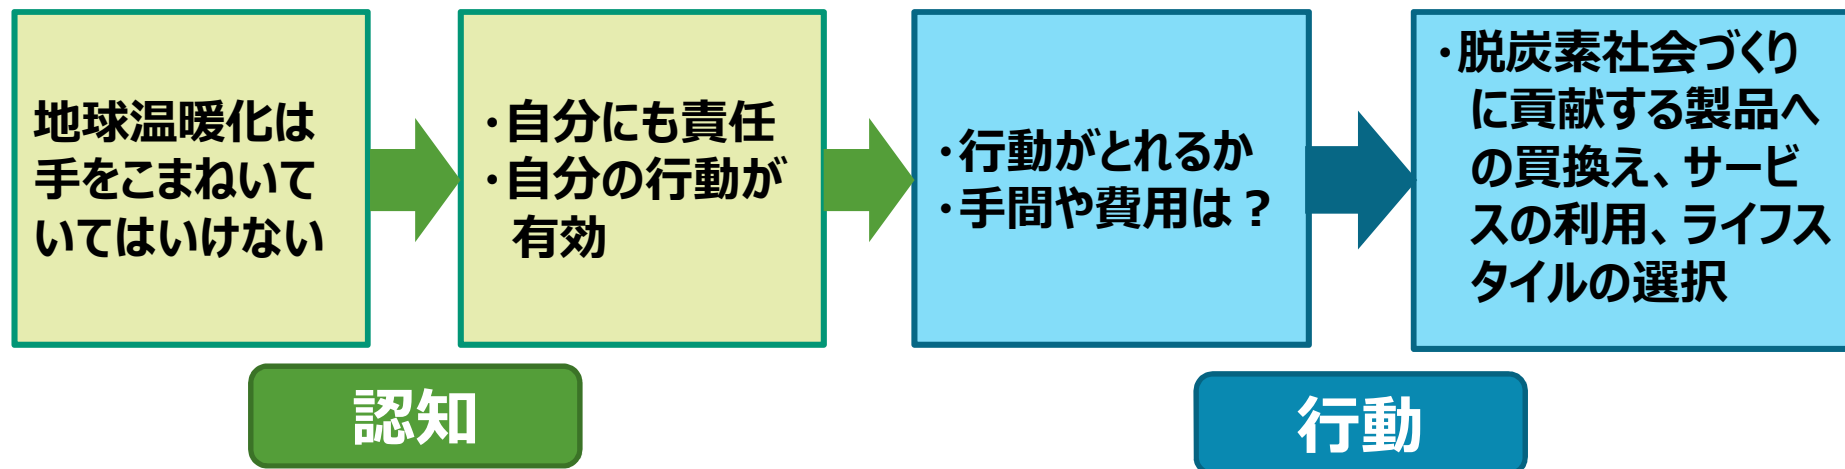 地球温暖化は
手をこまねいて
いてはいけない
・自分にも責任
・自分の行動が
有効
・行動がとれるか
・手間や費用は？
・脱炭素社会づくり
に貢献する製品へ
の買換え、サービ
スの利用、ライフス
タイルの選択
認知
行動